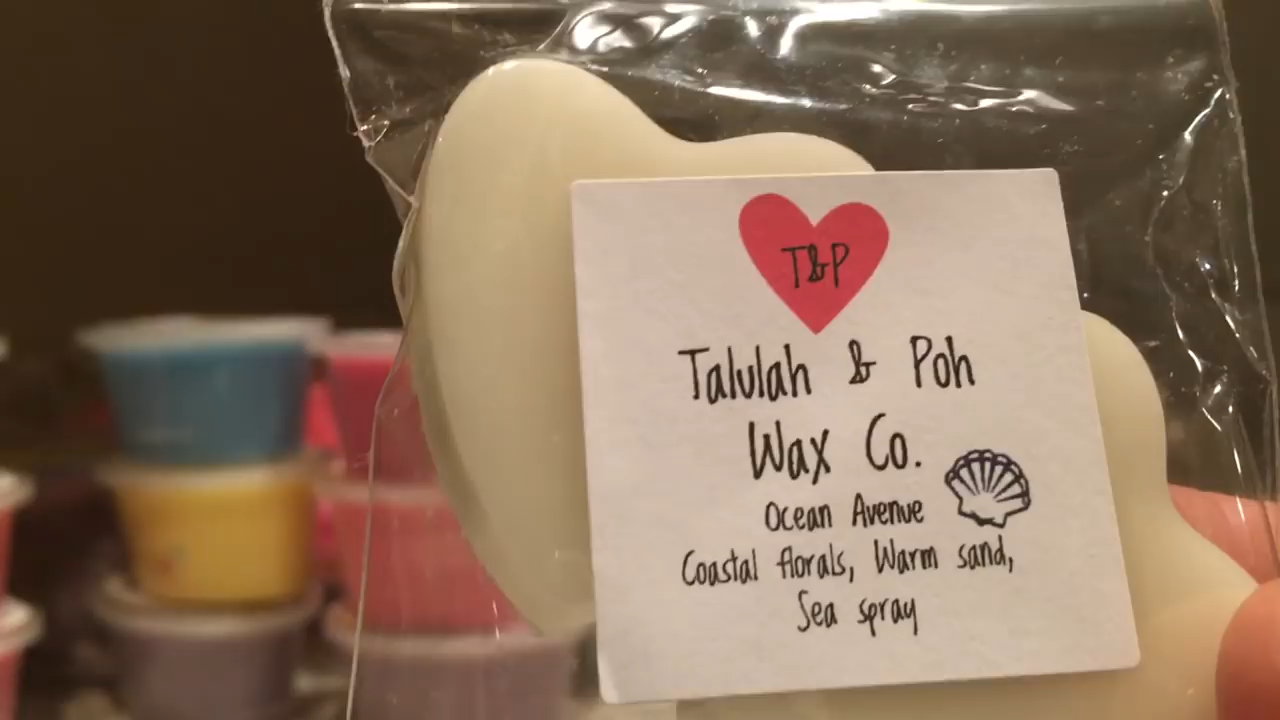 T&P
Talulah & Poh
Wax Co.
Ocean Avenue
Coastal florals, Warm sand,
Sea spray